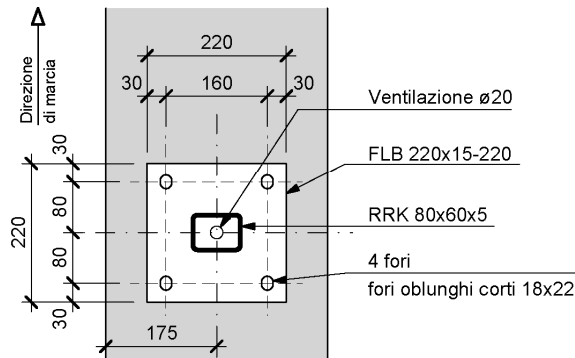 Direzione
di marcia
220
30
160
30
Ventilazione ø20
FLB 220x15-220
RRK 80x60x5
4 fori
fori oblunghi corti 18x22
30
80
220
80
30
175